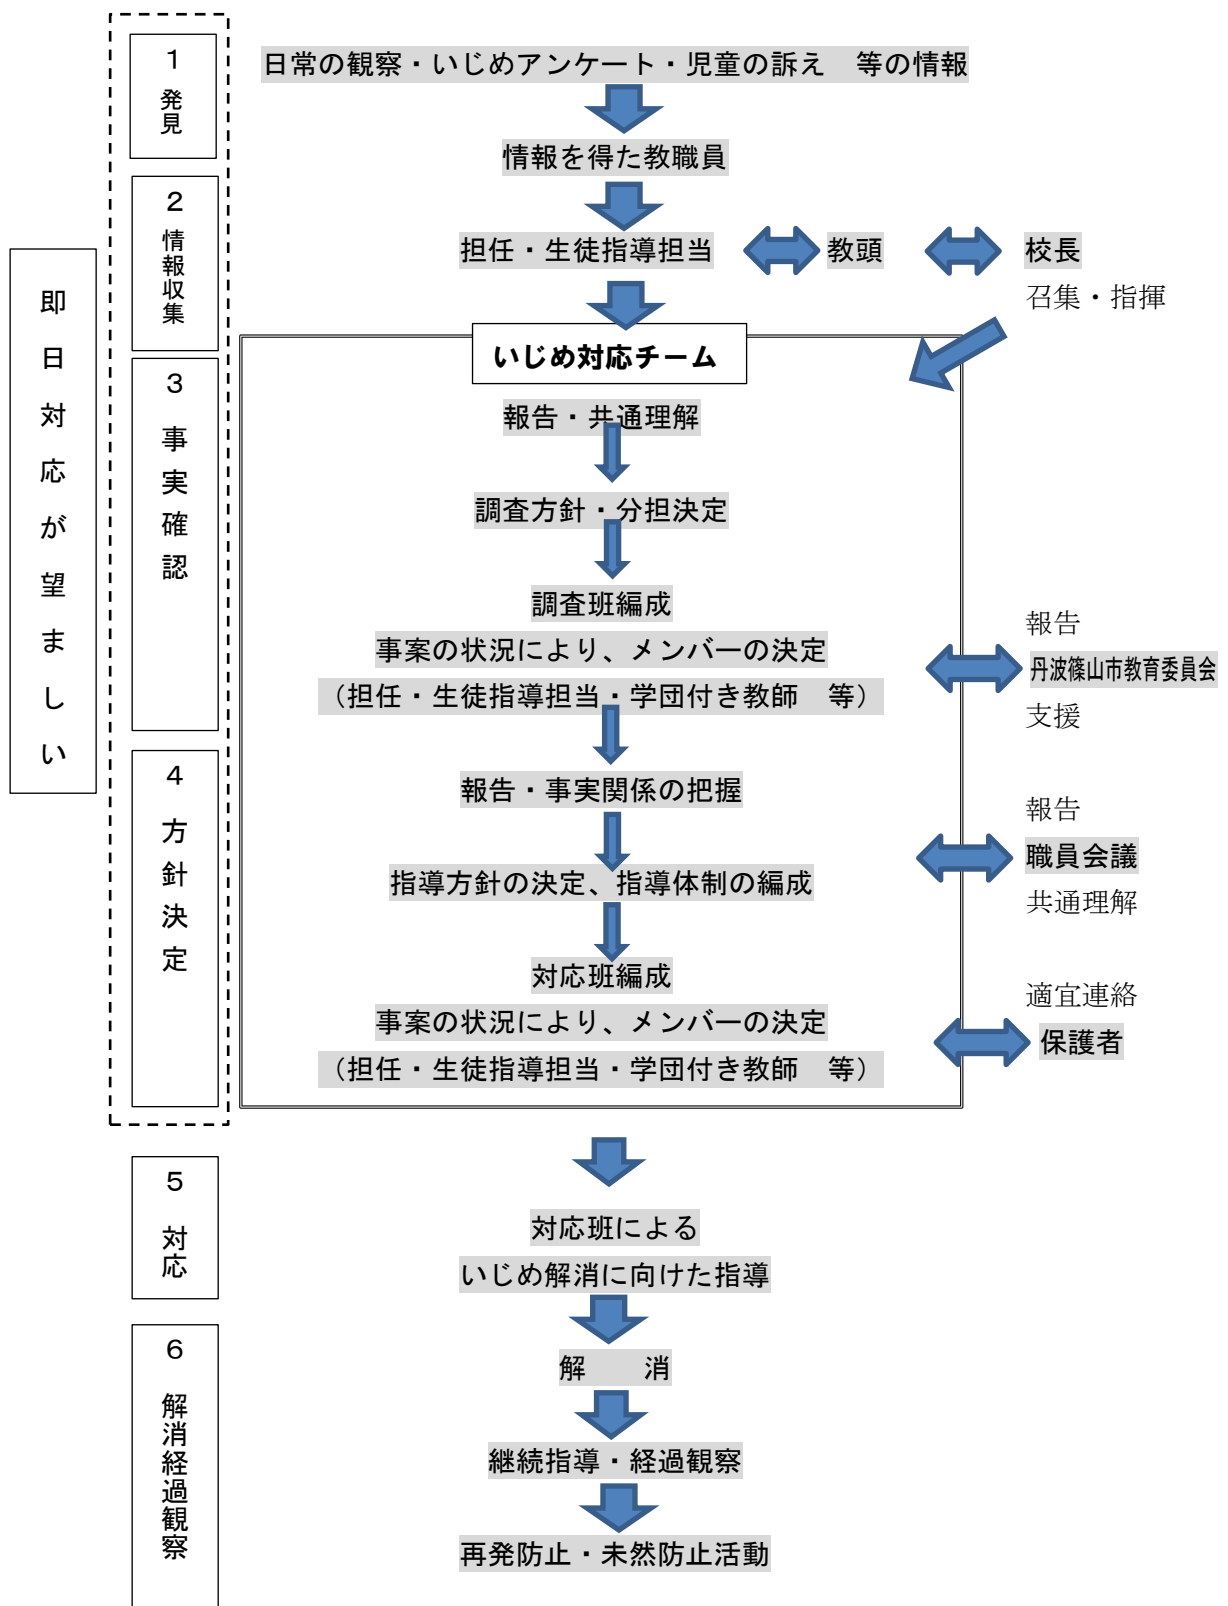 即日対応が望ましい
1
発見
2
情報収集
3
事実確認
4
方針決定
5
対応
6
解消経過観察
日常の観察・いじめアンケート・児童の訴え　等の情報
情報を得た教職員
担任・生徒指導担当
教頭
校長
召集・指揮
いじめ対応チーム
報告・共通理解
調査方針・分担決定
調査班編成
事案の状況により、メンバーの決定
（担任・生徒指導担当・学団付き教師　等）
報告・事実関係の把握
指導方針の決定、指導体制の編成
対応班編成
事案の状況により、メンバーの決定
（担任・生徒指導担当・学団付き教師　等）
報告
丹波篠山市教育委員会
支援
報告
職員会議
共通理解
適宜連絡
保護者
対応班による
いじめ解消に向けた指導
解　　消
継続指導・経過観察
再発防止・未然防止活動